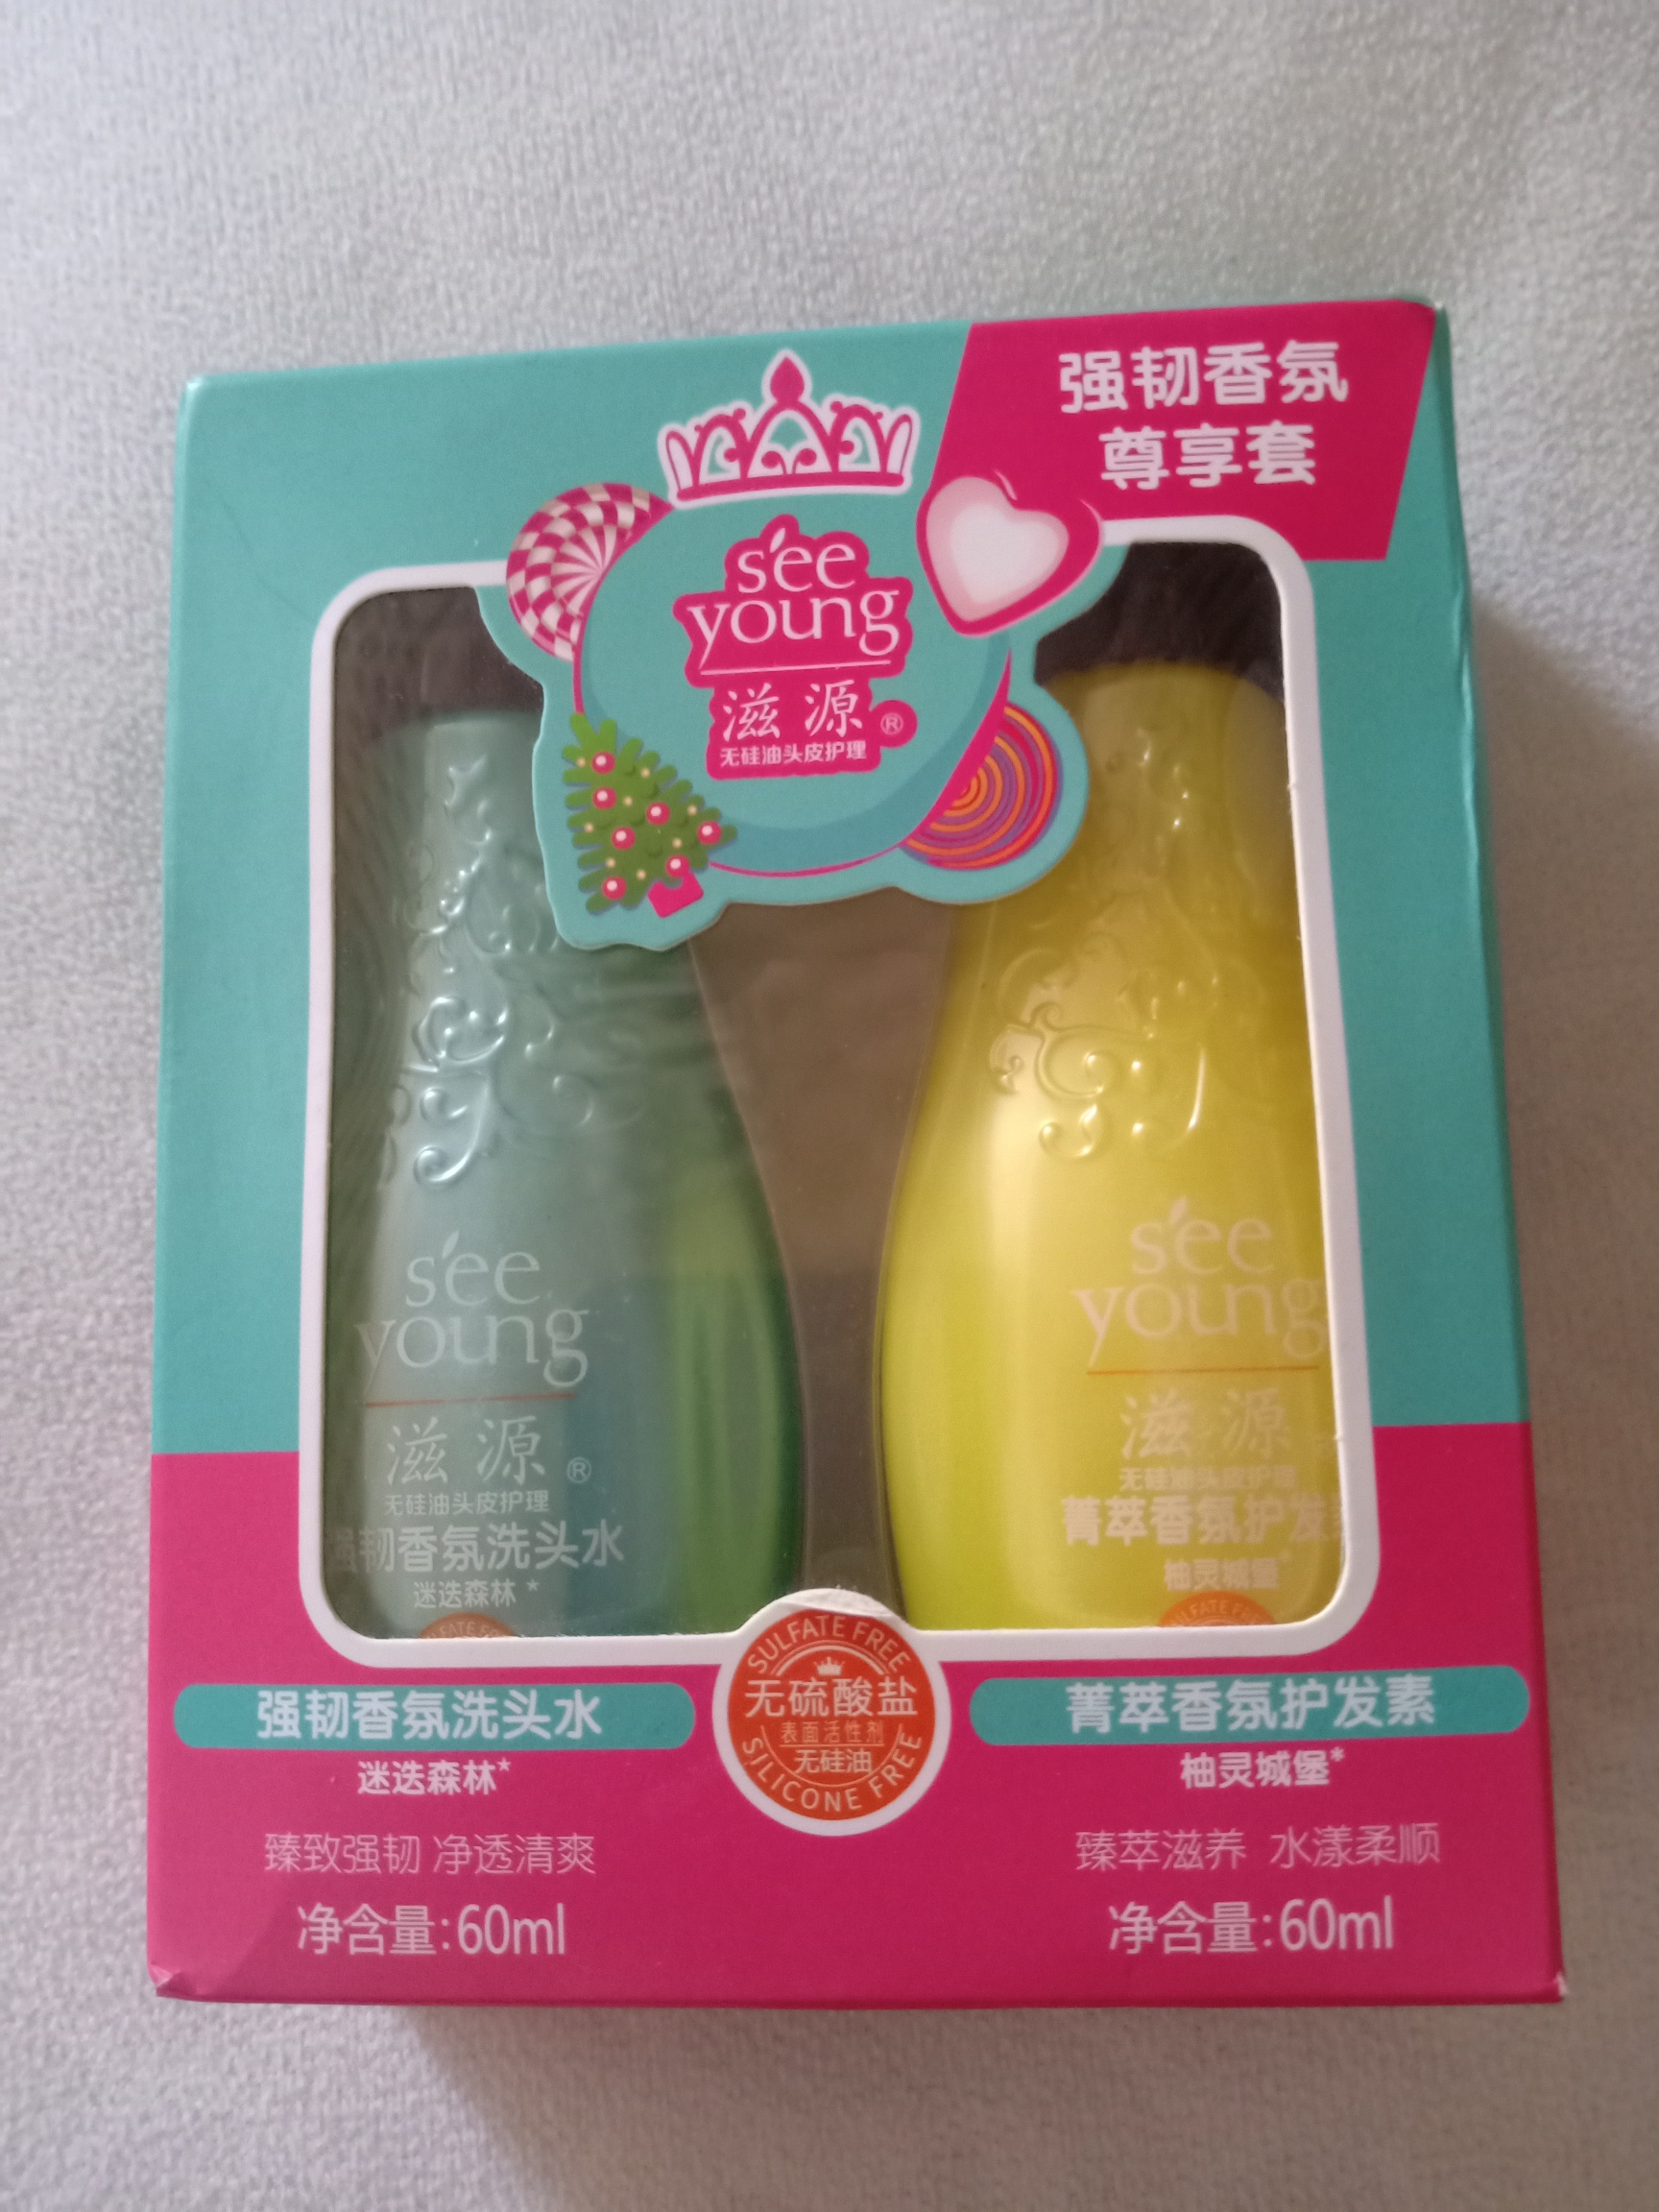 强韧香氛
尊享套
see
young
滋源®
无硅油头皮护理
see
young
滋源®
无硅油头皮护理
强韧香氛洗头水
迷迭森林*
see
young
滋源
无硅油头皮护理
菁萃香氛护发
柚灵城堡*
SULFATE FREE
SULFATE FREE
无硫酸盐
表面活性剂
无硅油
SILICONE FREE
强韧香氛洗头水
迷迭森林*
臻致强韧 净透清爽
净含量:60ml
菁萃香氛护发素
柚灵城堡*
臻萃滋养 水漾柔顺
净含量:60ml